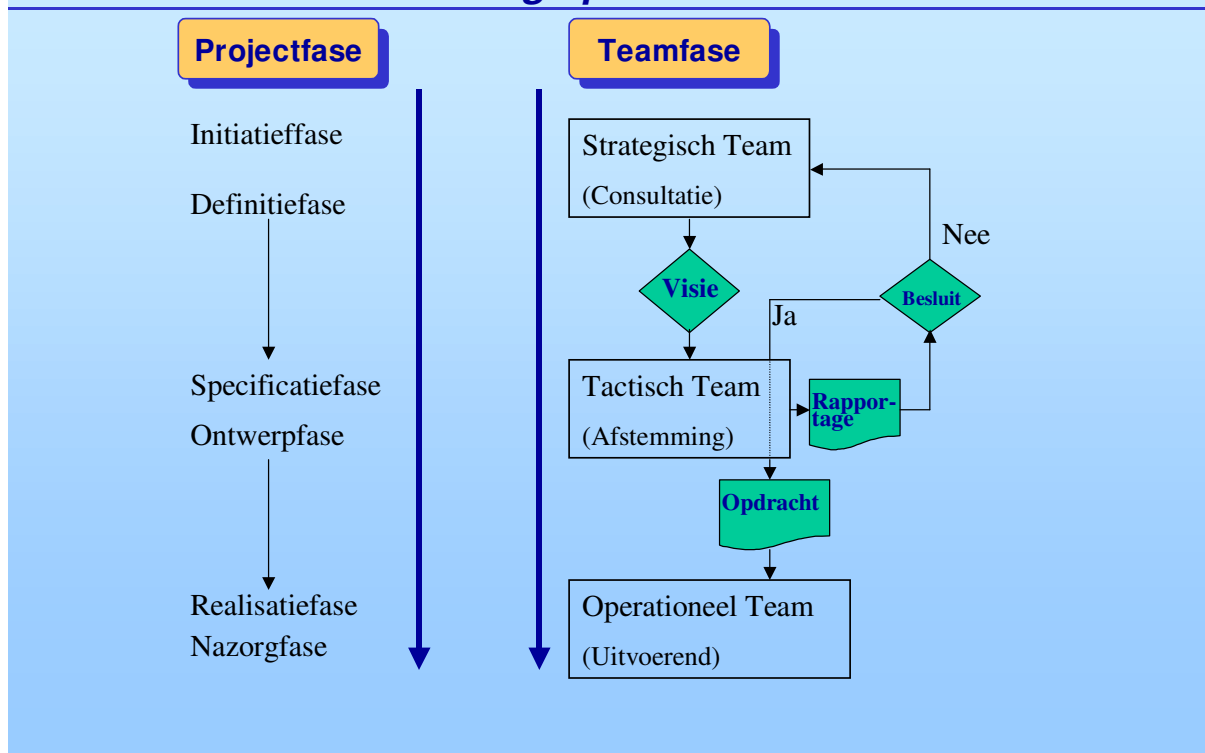 Projectfase
Teamfase
Initiatieffase
Definitiefase
Specificatiefase
Ontwerpfase
Realisatiefase
Nazorgfase
Strategisch Team
(Consultatie)
Nee
Visie
Besluit
Ja
Tactisch Team
(Afstemming)
Rappor-
tage
Opdracht
Operationeel Team
(Uitvoerend)